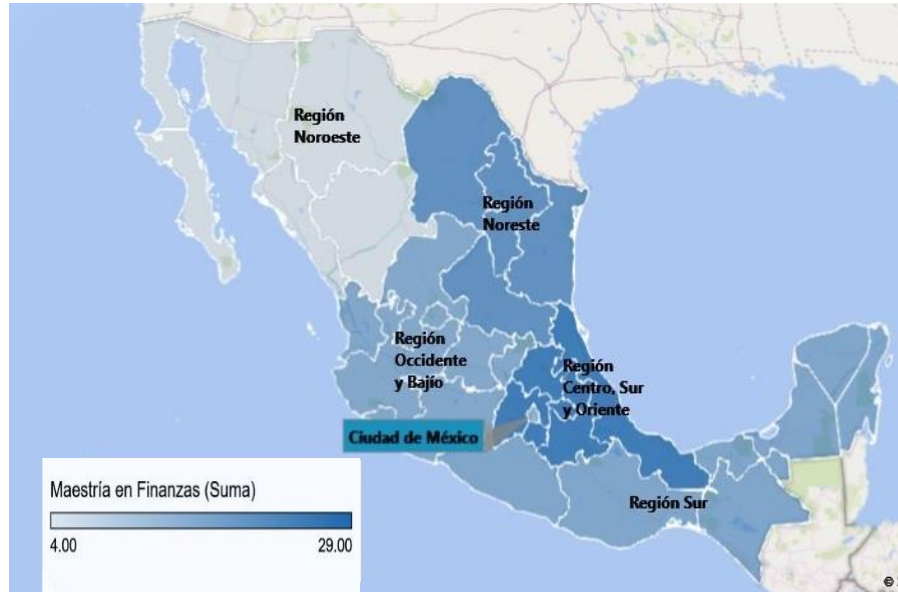 Región
Noroeste
Región
Noreste
Región
Occidente
y Bajío
Región
Centro, Sur
y Oriente
Ciudad de México
Región Sur
Maestría en Finanzas (Suma)
4.00
29.00
©